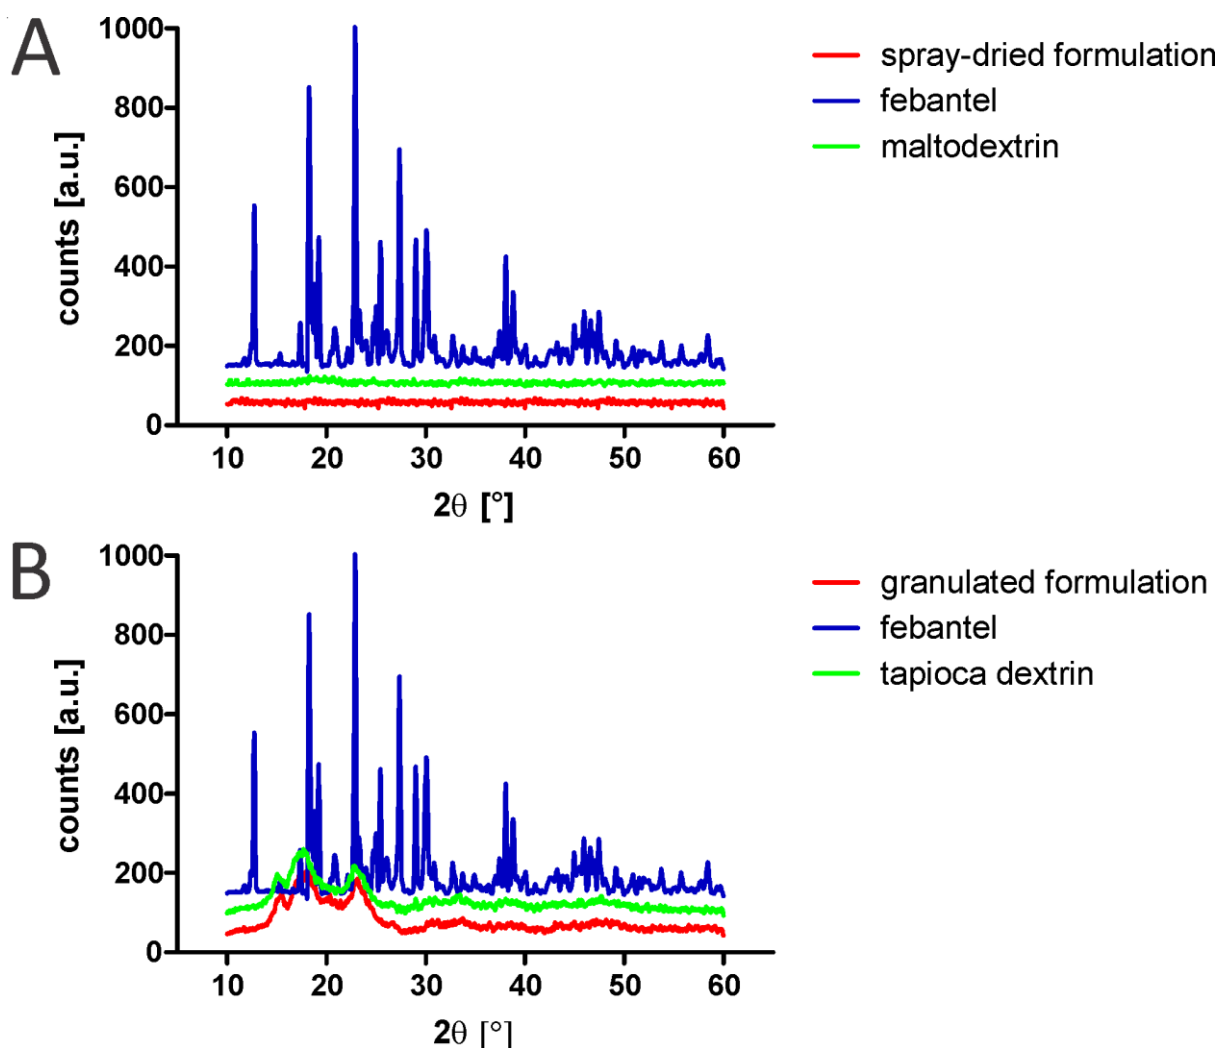 A
1000
800
600
400
200
0
counts [a.u.]
10 20 30 40 50 60
2θ [°]
spray-dried formulation
febantel
maltodextrin
B
1000
800
600
400
200
0
counts [a.u.]
10 20 30 40 50 60
2θ [°]
granulated formulation
febantel
tapioca dextrin